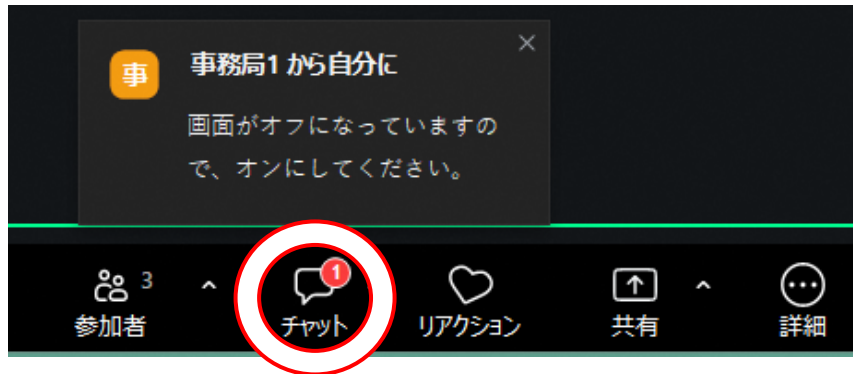 事
事務局1 から自分に
画面がオフになっていますの
で、オンにしてください。
3
1
参加者
チャット
リアクション
共有
詳細